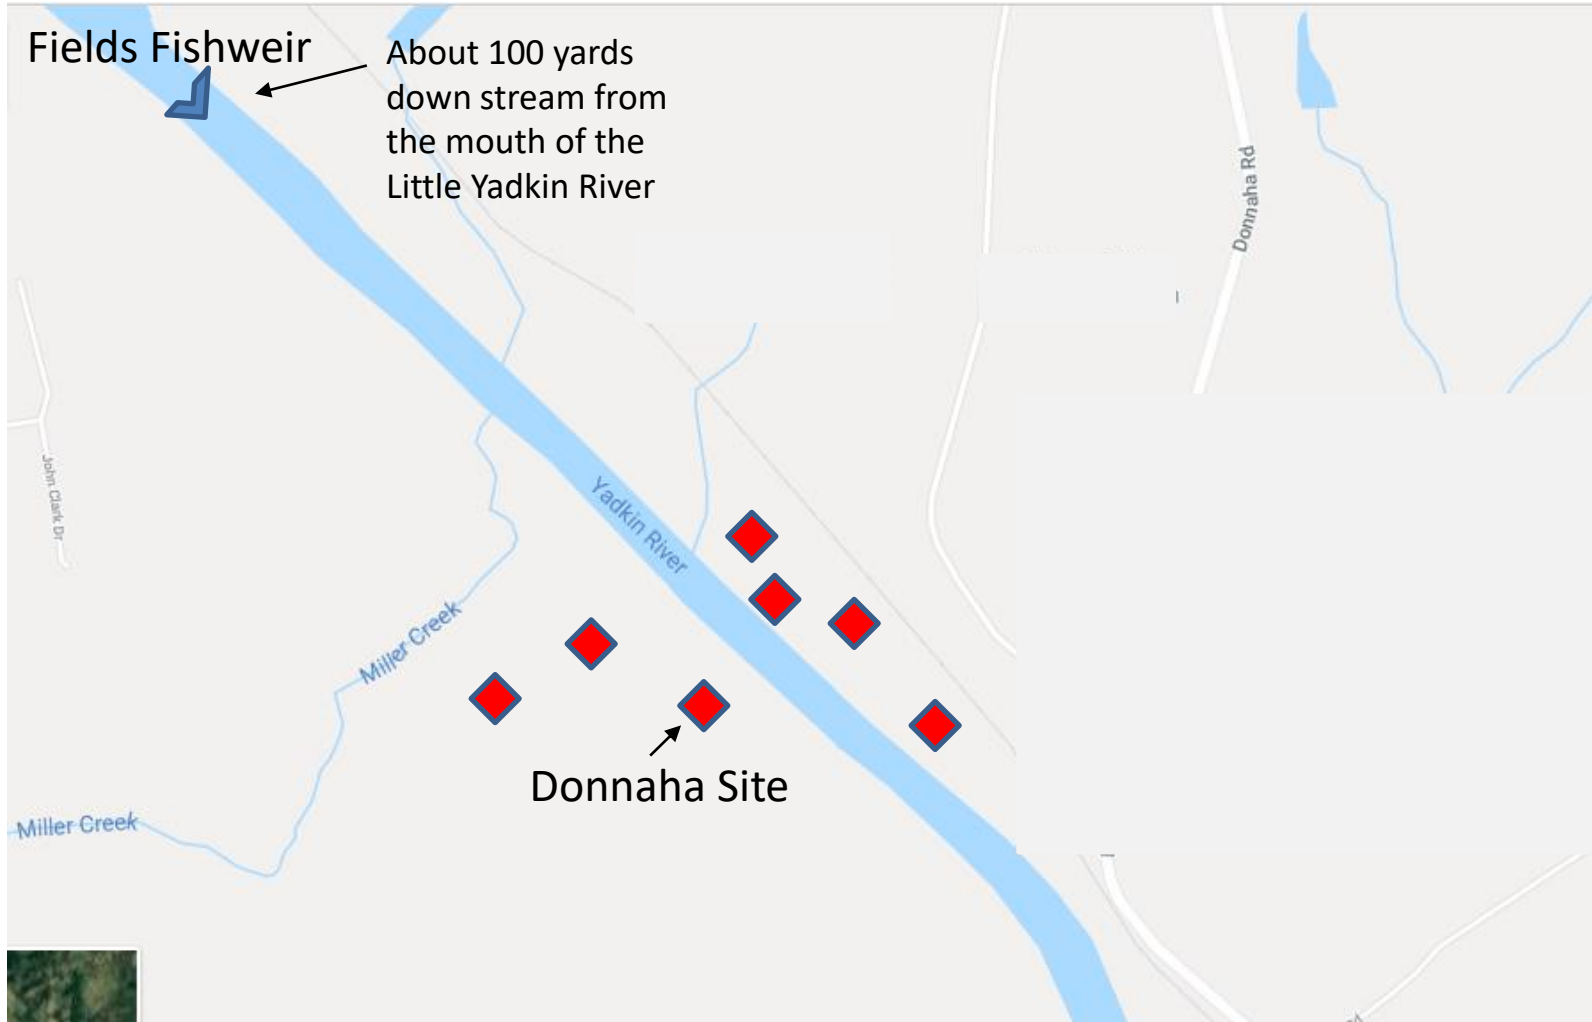 Fields Fishweir
About 100 yards
down stream from
the mouth of the
Little Yadkin River
Donnaha Rd
John Clark Dr
Yadkin River
Miller Creek
Donnaha Site
Miller Creek